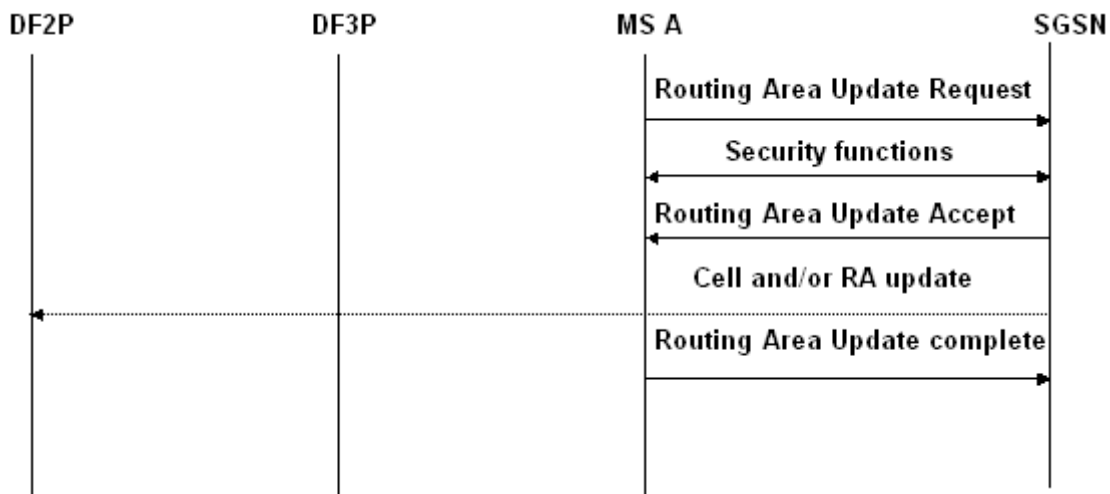 DF2P DF3P MS A SGSN
Routing Area Update Request
Security functions
Routing Area Update Accept
Cell and/or RA update
Routing Area Update complete